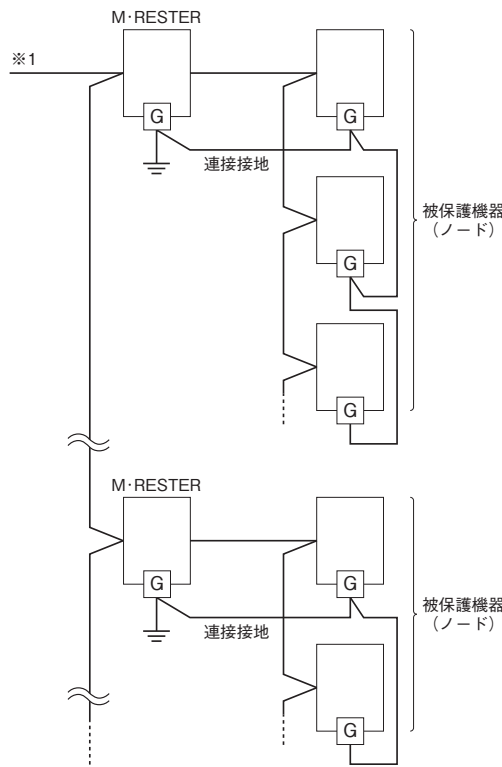 M・RESTER
※1
G
G
連接接地
G
被保護機器
（ノード）
G
M・RESTER
G
G
連接接地
被保護機器
（ノード）
G